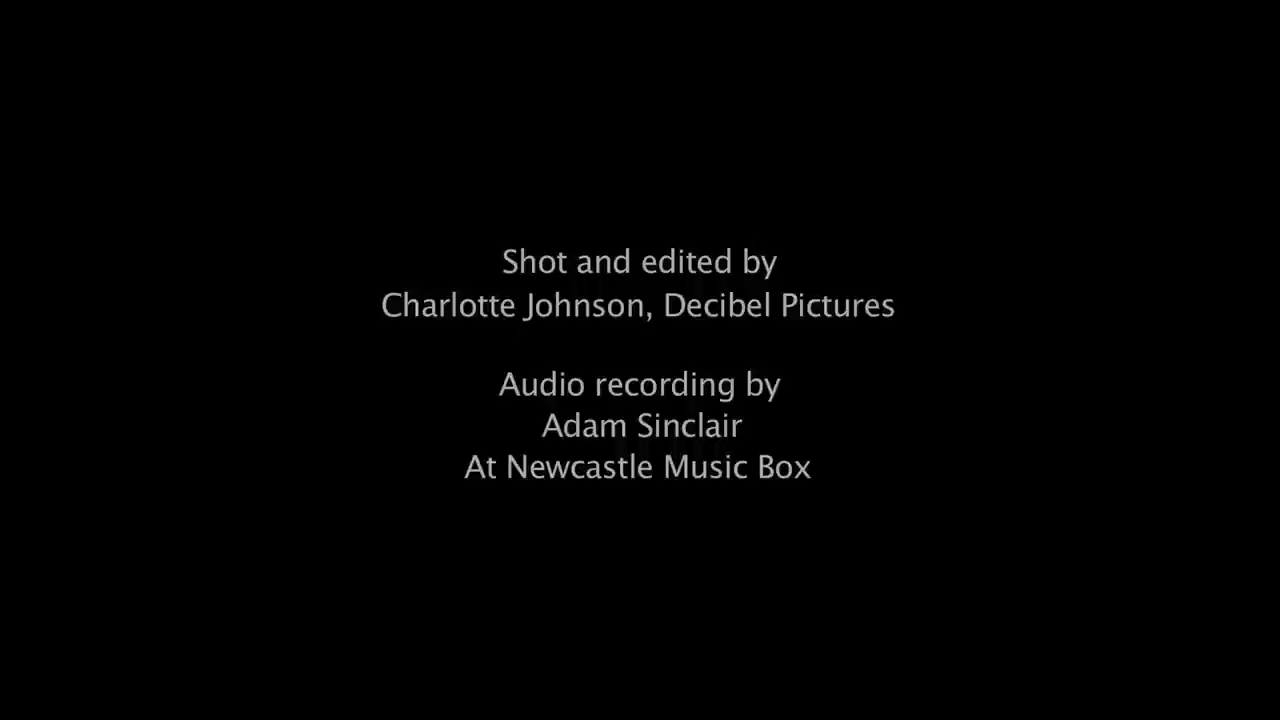 Shot and edited by
Charlotte Johnson, Decibel Pictures
Audio recording by
Adam Sinclair
At Newcastle Music Box